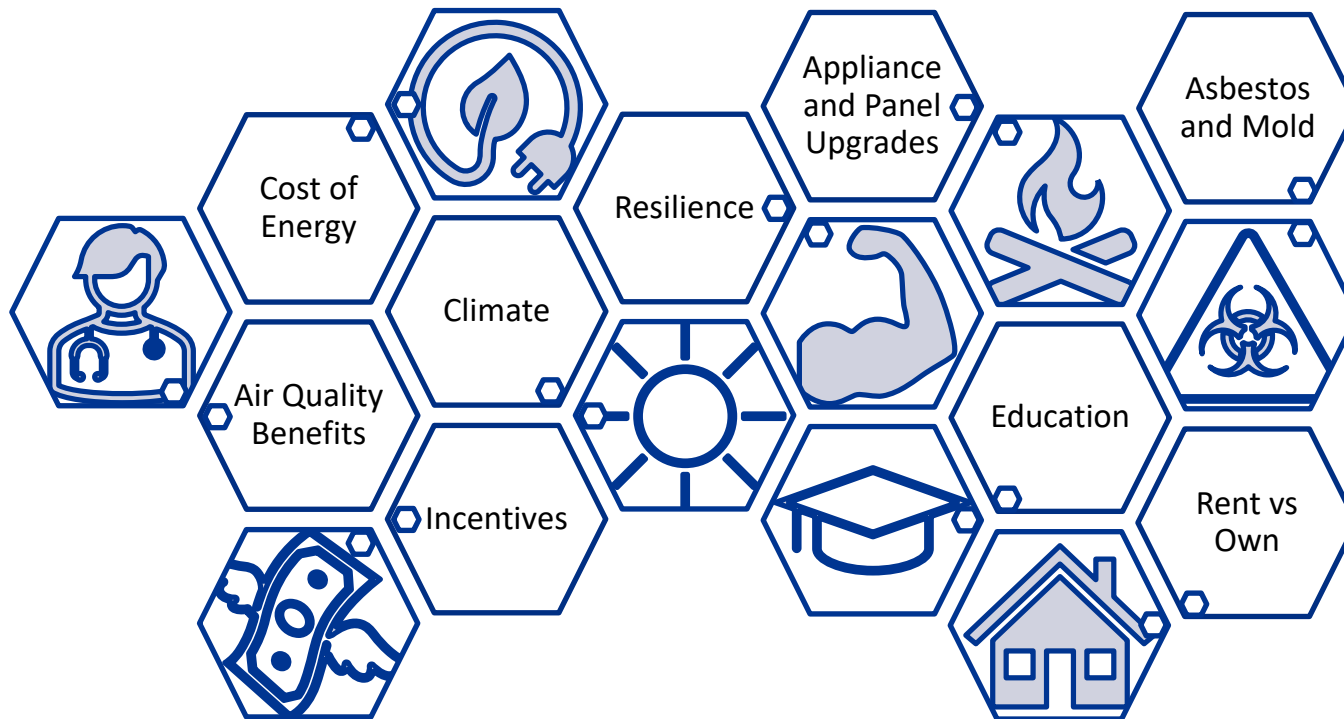 Cost of
Energy
Air Quality
Benefits
Climate
Incentives
Resilience
Appliance
and Panel
Upgrades
Education
Asbestos
and Mold
Rent vs
Own